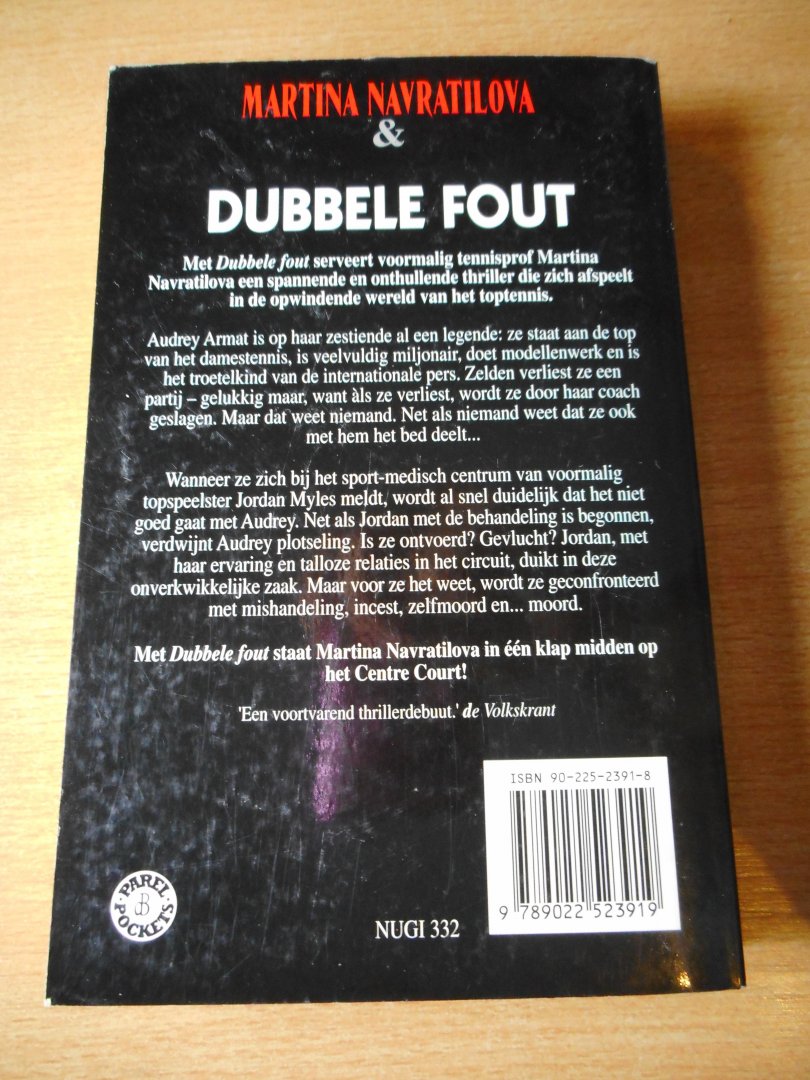 MARTINA NAVRATILOVA
&
DUBBELE FOUT
Met Dubbele fout serveert voormalig tennisprof Martina
Navratilova een spannende en onthullende thriller die zich afspeelt
in de opwindende wereld van het toptennis.
Audrey Armat is op haar zestiende al een legende: ze staat aan de top
van het damestennis, is veelvuldig miljonair, doet modellenwerk en is
het troetelkind van de internationale pers. Zelden verliest ze een
partij – gelukkig maar, want àls ze verliest, wordt ze door haar coach
geslagen. Maar dat weet niemand. Net als niemand weet dat ze ook
met hem het bed deelt...
Wanneer ze zich bij het sport-medisch centrum van voormalig
topspeelster Jordan Myles meldt, wordt al snel duidelijk dat het niet
goed gaat met Audrey. Net als Jordan met de behandeling is begonnen,
verdwijnt Audrey plotseling. Is ze ontvoerd? Gevlucht? Jordan, met
haar ervaring en talloze relaties in het circuit, duikt in deze
onverkwikkelijke zaak. Maar voor ze het weet, wordt ze geconfronteerd
met mishandeling, incest, zelfmoord en... moord.
Met Dubbele fout staat Martina Navratilova in één klap midden op
het Centre Court!
'Een voortvarend thrillerdebuut.' de Volkskrant
ISBN 90-225-2391-8
9 789022 523919
PAREL POCKETS
dB
NUGI 332